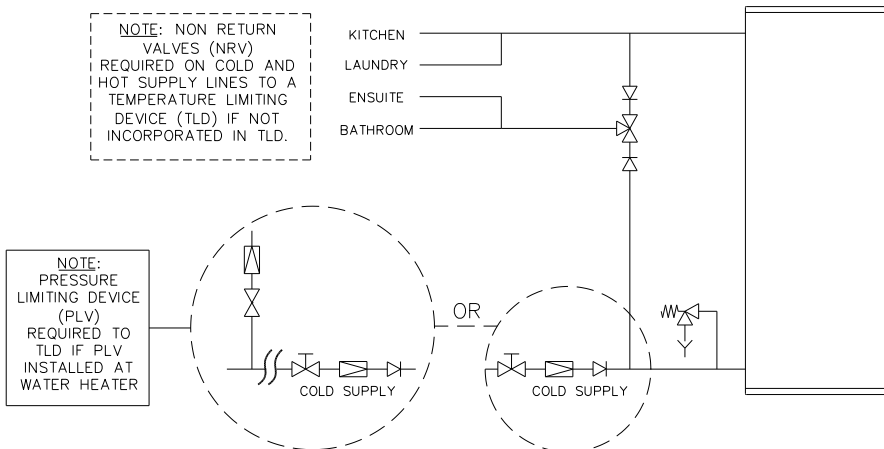 NOTE: NON RETURN
VALVES (NRV)
REQUIRED ON COLD AND
HOT SUPPLY LINES TO A
TEMPERATURE LIMITING
DEVICE (TLD) IF NOT
INCORPORATED IN TLD.
KITCHEN
LAUNDRY
ENSUITE
BATHROOM
NOTE:
PRESSURE
LIMITING DEVICE
(PLV)
REQUIRED TO
TLD IF PLV
INSTALLED AT
WATER HEATER
OR
COLD SUPPLY
COLD SUPPLY